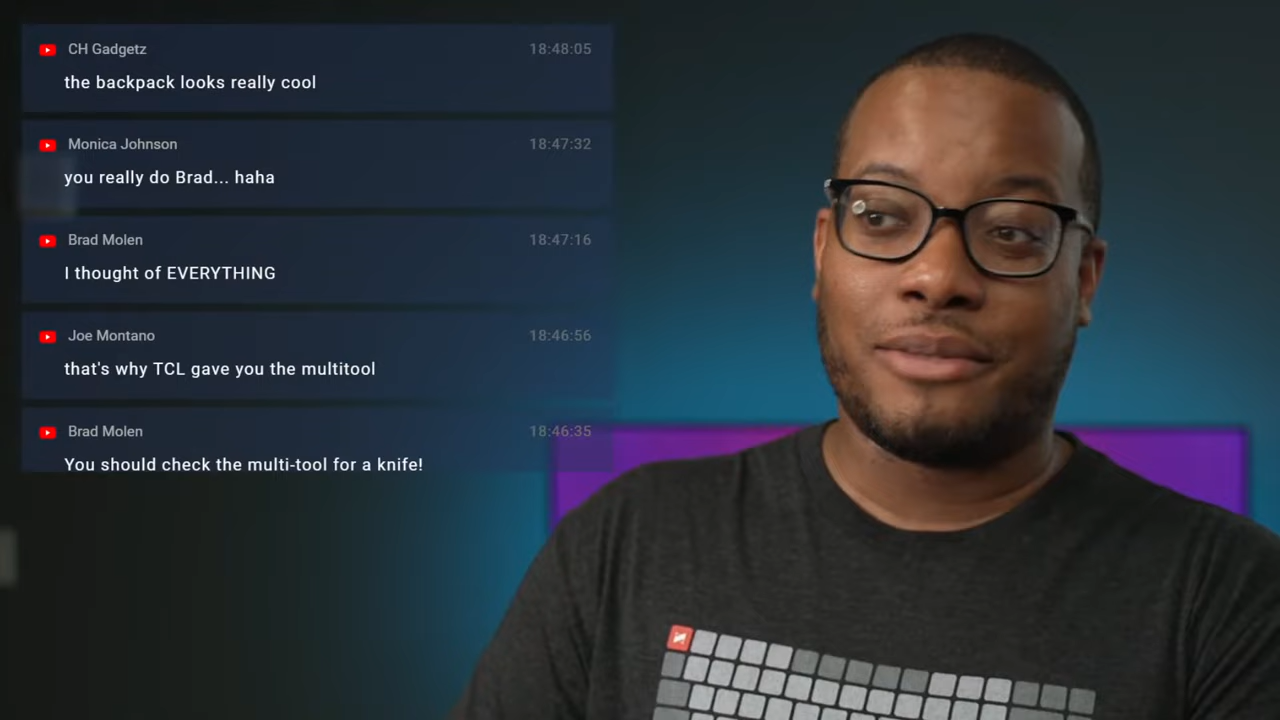 CH Gadgetz 18:48:05
the backpack looks really cool
Monica Johnson 18:47:32
you really do Brad... haha
Brad Molen 18:47:16
I thought of EVERYTHING
Joe Montano 18:46:56
that's why TCL gave you the multitool
Brad Molen 18:46:35
You should check the multi-tool for a knife!